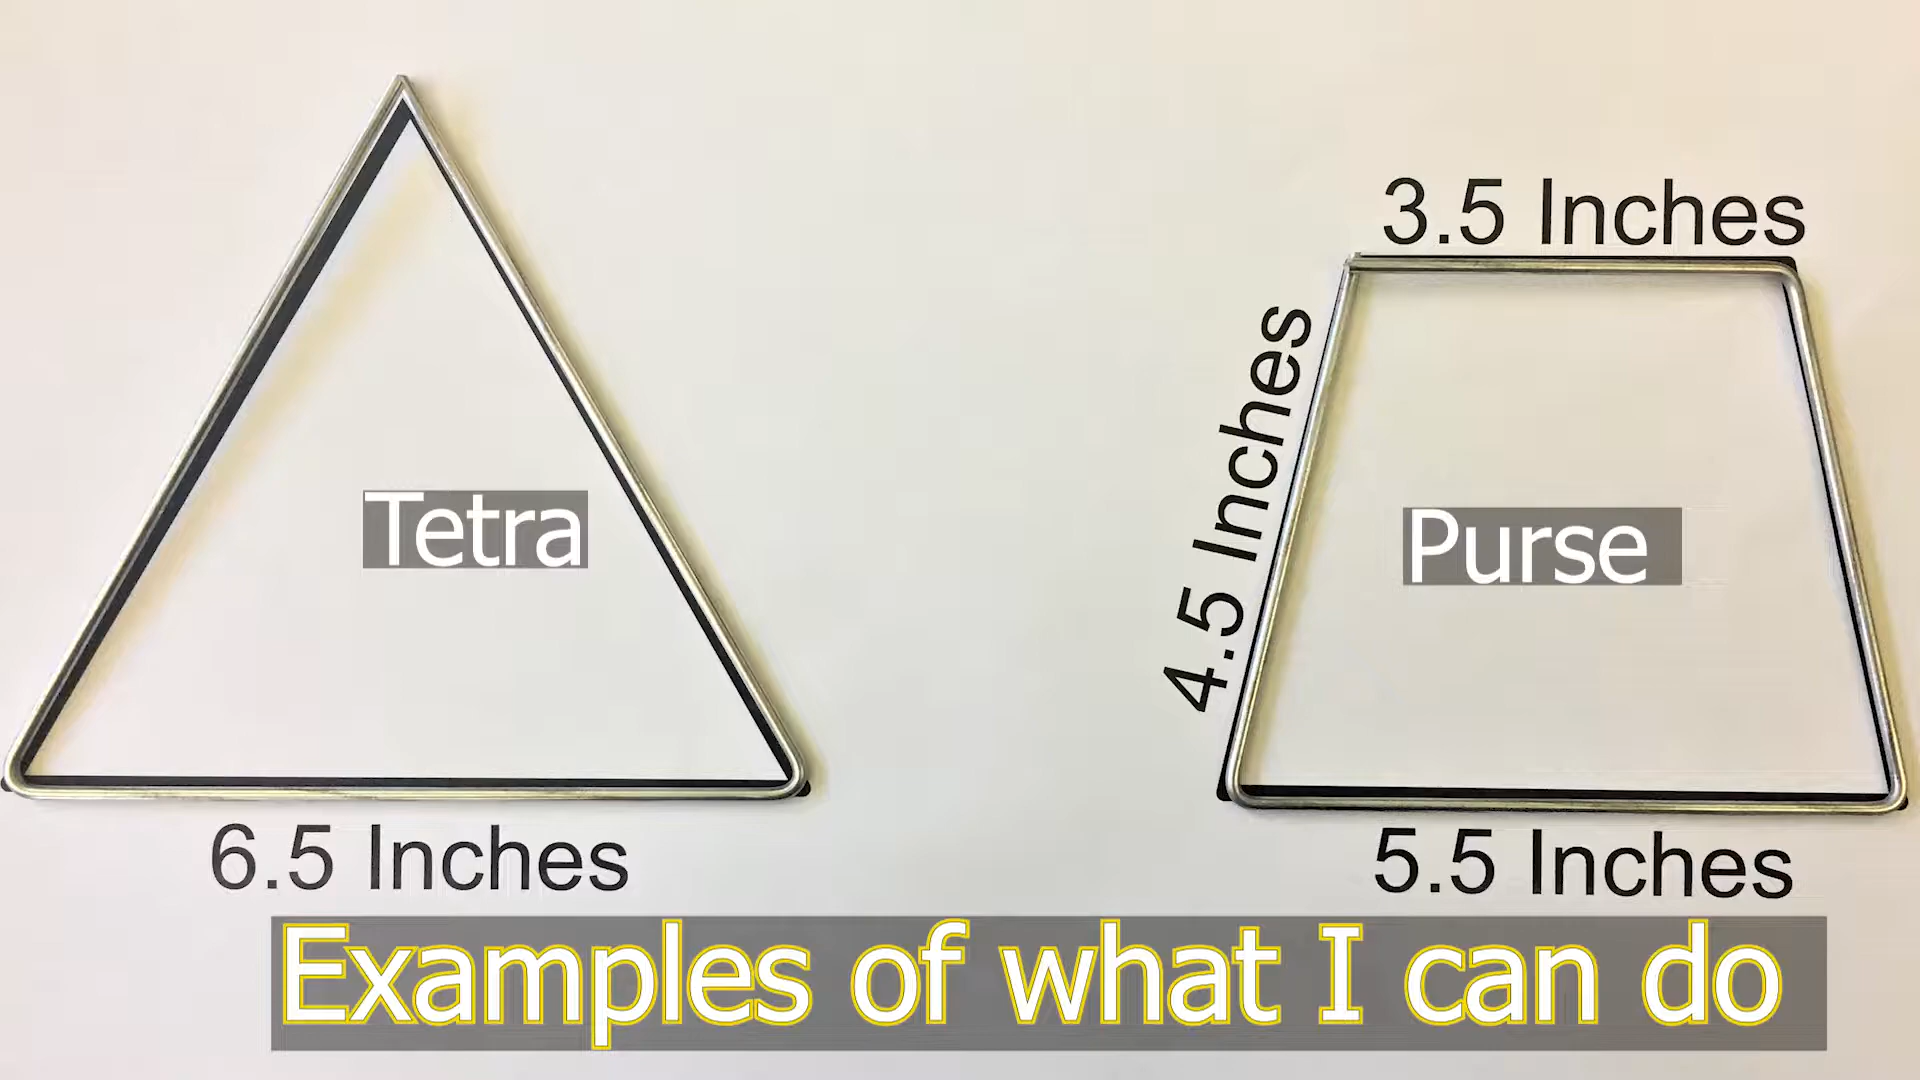 3.5 Inches
4.5 Inches
Tetra
Purse
6.5 Inches
5.5 Inches
Examples of what I can do